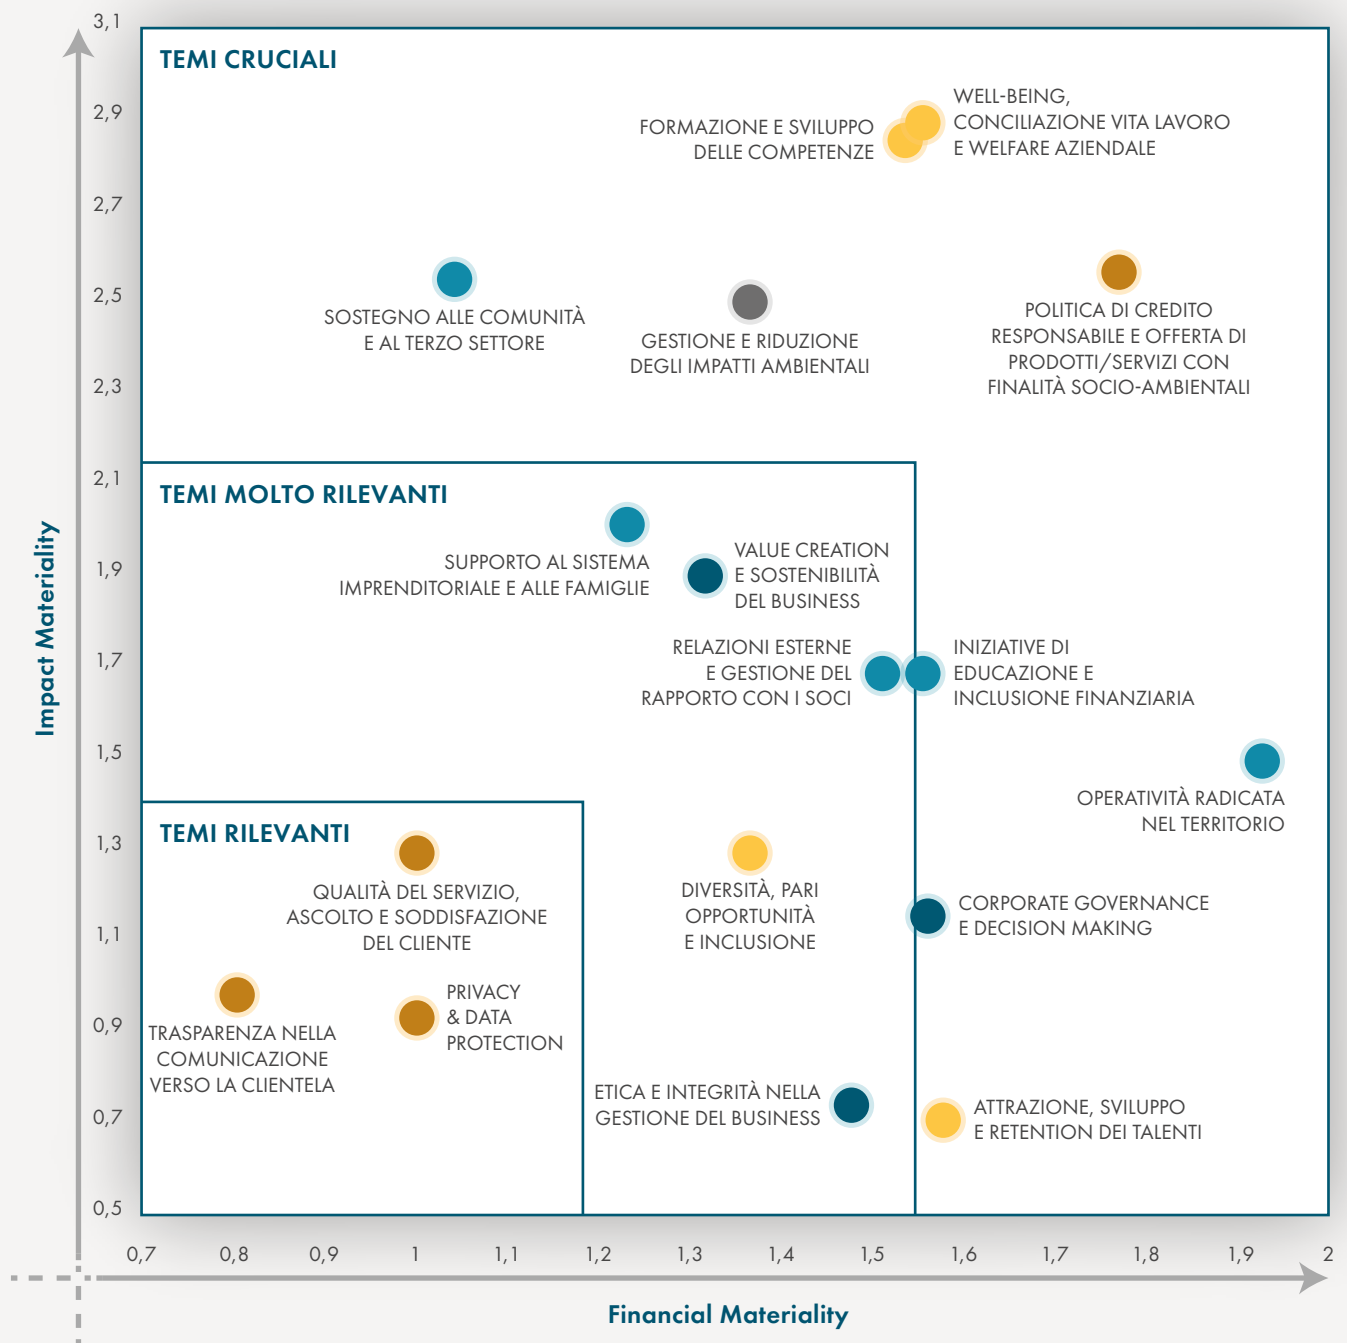 3,1
TEMI CRUCIALI
WELL-BEING,
CONCILIAZIONE VITA LAVORO
E WELFARE AZIENDALE
FORMAZIONE E SVILUPPO
DELLE COMPETENZE
2,9
2,7
2,5
SOSTEGNO ALLE COMUNITÀ
E AL TERZO SETTORE
GESTIONE E RIDUZIONE
DEGLI IMPATTI AMBIENTALI
POLITICA DI CREDITO
RESPONSABILE E OFFERTA DI
PRODOTTI/SERVIZI CON
FINALITÀ SOCIO-AMBIENTALI
2,3
2,1
TEMI MOLTO RILEVANTI
SUPPORTO AL SISTEMA
IMPRENDITORIALE E ALLE FAMIGLIE
VALUE CREATION
E SOSTENIBILITÀ
DEL BUSINESS
1,9
Impact Materiality
RELAZIONI ESTERNE
E GESTIONE DEL
RAPPORTO CON I SOCI
INIZIATIVE DI
EDUCAZIONE E
INCLUSIONE FINANZIARIA
1,7
1,5
OPERATIVITÀ RADICATA
NEL TERRITORIO
TEMI RILEVANTI
1,3
QUALITÀ DEL SERVIZIO,
ASCOLTO E SODDISFAZIONE
DEL CLIENTE
DIVERSITÀ, PARI
OPPORTUNITÀ
E INCLUSIONE
CORPORATE GOVERNANCE
E DECISION MAKING
1,1
TRASPARENZA NELLA
COMUNICAZIONE
VERSO LA CLIENTELA
PRIVACY
& DATA
PROTECTION
0,9
ETICA E INTEGRITÀ NELLA
GESTIONE DEL BUSINESS
ATTRAZIONE, SVILUPPO
E RETENTION DEI TALENTI
0,7
0,5
0,7 0,8 0,9 1 1,1 1,2 1,3 1,4 1,5 1,6 1,7 1,8 1,9 2
Financial Materiality